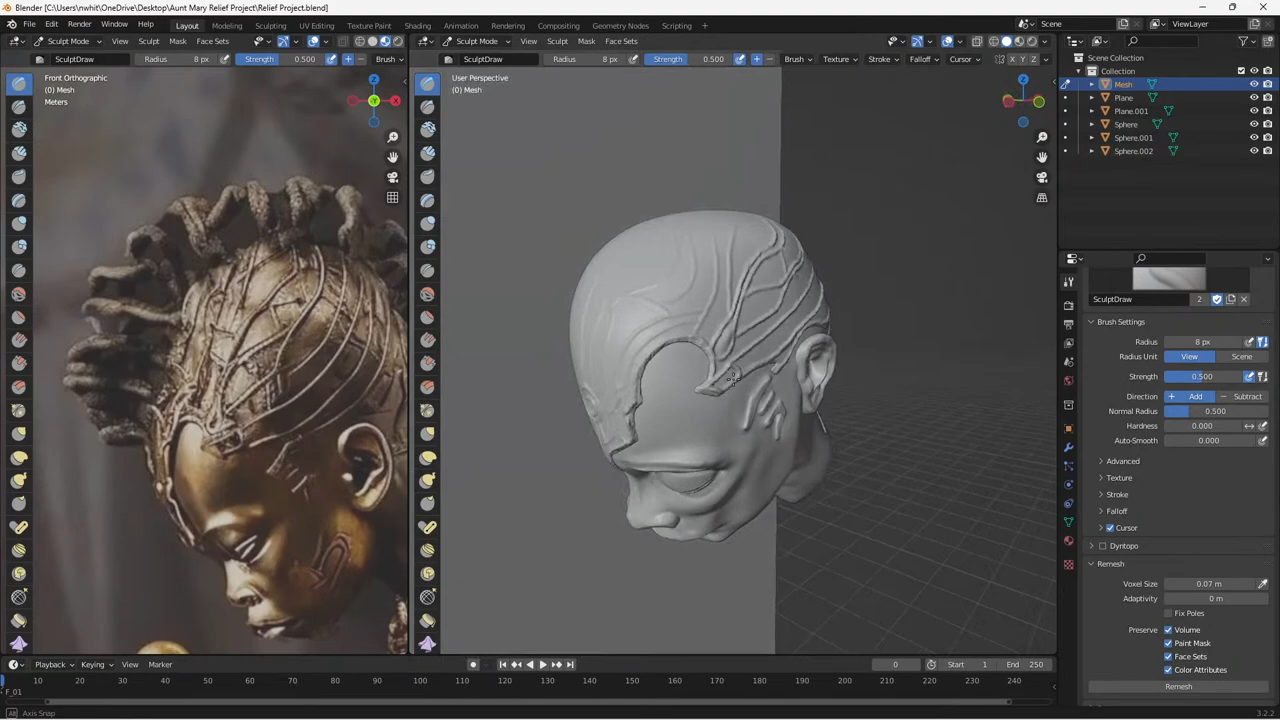 Blender [C:\Users\nwhit\OneDrive\Desktop\Aunt Mary Relief Project\Relief Project.blend]
File Edit Render Window Help Layout Modeling Sculpting UV Editing Texture Paint Shading Animation Rendering Compositing Geometry Nodes Scripting + Scene ViewLayer
Sculpt Mode View Sculpt Mask Face Sets
Sculpt Mode View Sculpt Mask Face Sets
SculptDraw Radius 8 px Strength 0.500 Brush
SculptDraw Radius 8 px Strength 0.500 Brush Texture Stroke Falloff Cursor X Y Z
Front Orthographic
(0) Mesh
Meters
User Perspective
(0) Mesh
Scene Collection
Collection
Mesh
Plane
Plane.001
Sphere
Sphere.001
Sphere.002
SculptDraw 2
Brush Settings
Radius 8 px
Radius Unit View Scene
Strength 0.500
Direction + Add − Subtract
Normal Radius 0.500
Hardness 0.000
Auto-Smooth 0.000
Advanced
Texture
Stroke
Falloff
Cursor
Dyntopo
Remesh
Voxel Size 0.07 m
Adaptivity 0 m
Fix Poles
Preserve Volume
Paint Mask
Face Sets
Color Attributes
Remesh
Playback Keying View Marker 0 Start 1 End 250
10 20 30 40 50 60 70 80 90 100 110 120 130 140 150 160 170 180 190 200 210 220 230 240
F_01
Axis Snap 3.2.2